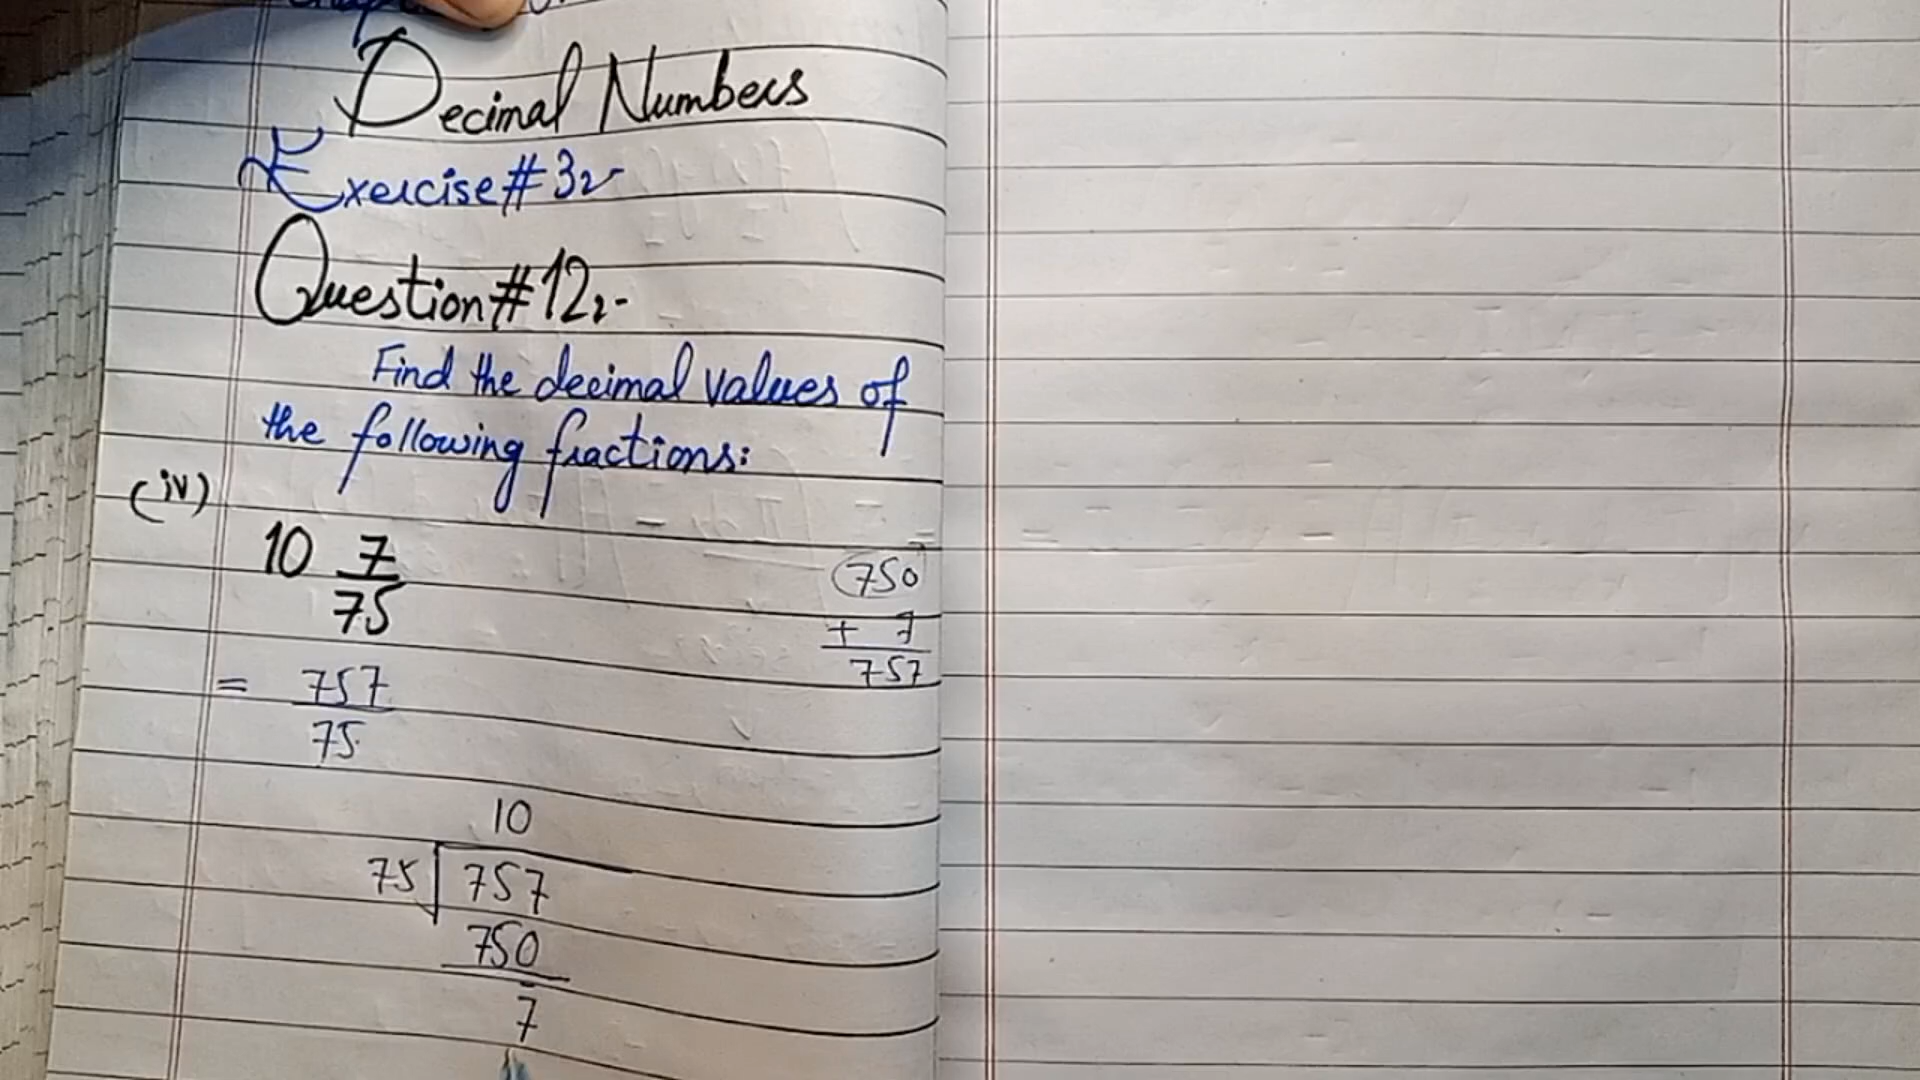 Decimal Numbers
Exercise # 3:-
Question # 12:-
Find the decimal values of
the following fractions:
(iv)
10 7/75
750
+ 7
757
= 757/75
10
75 757
750
7